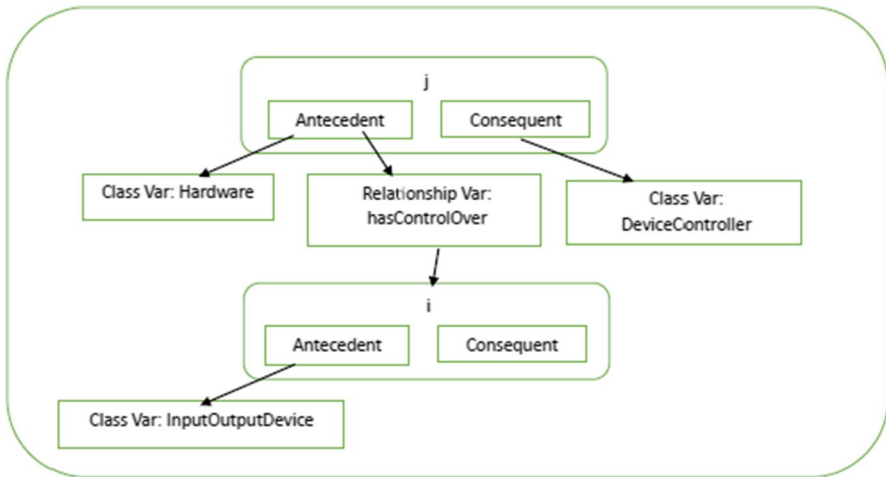 j
Antecedent
Consequent
Class Var: Hardware
Relationship Var:
hasControlOver
Class Var:
DeviceController
i
Antecedent
Consequent
Class Var: InputOutputDevice